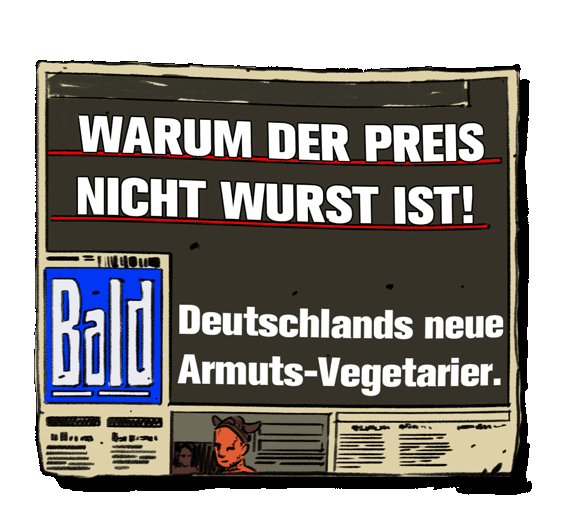 WARUM DER PREIS
NICHT WURST IST!
Bald
Deutschlands neue
Armuts-Vegetarier.